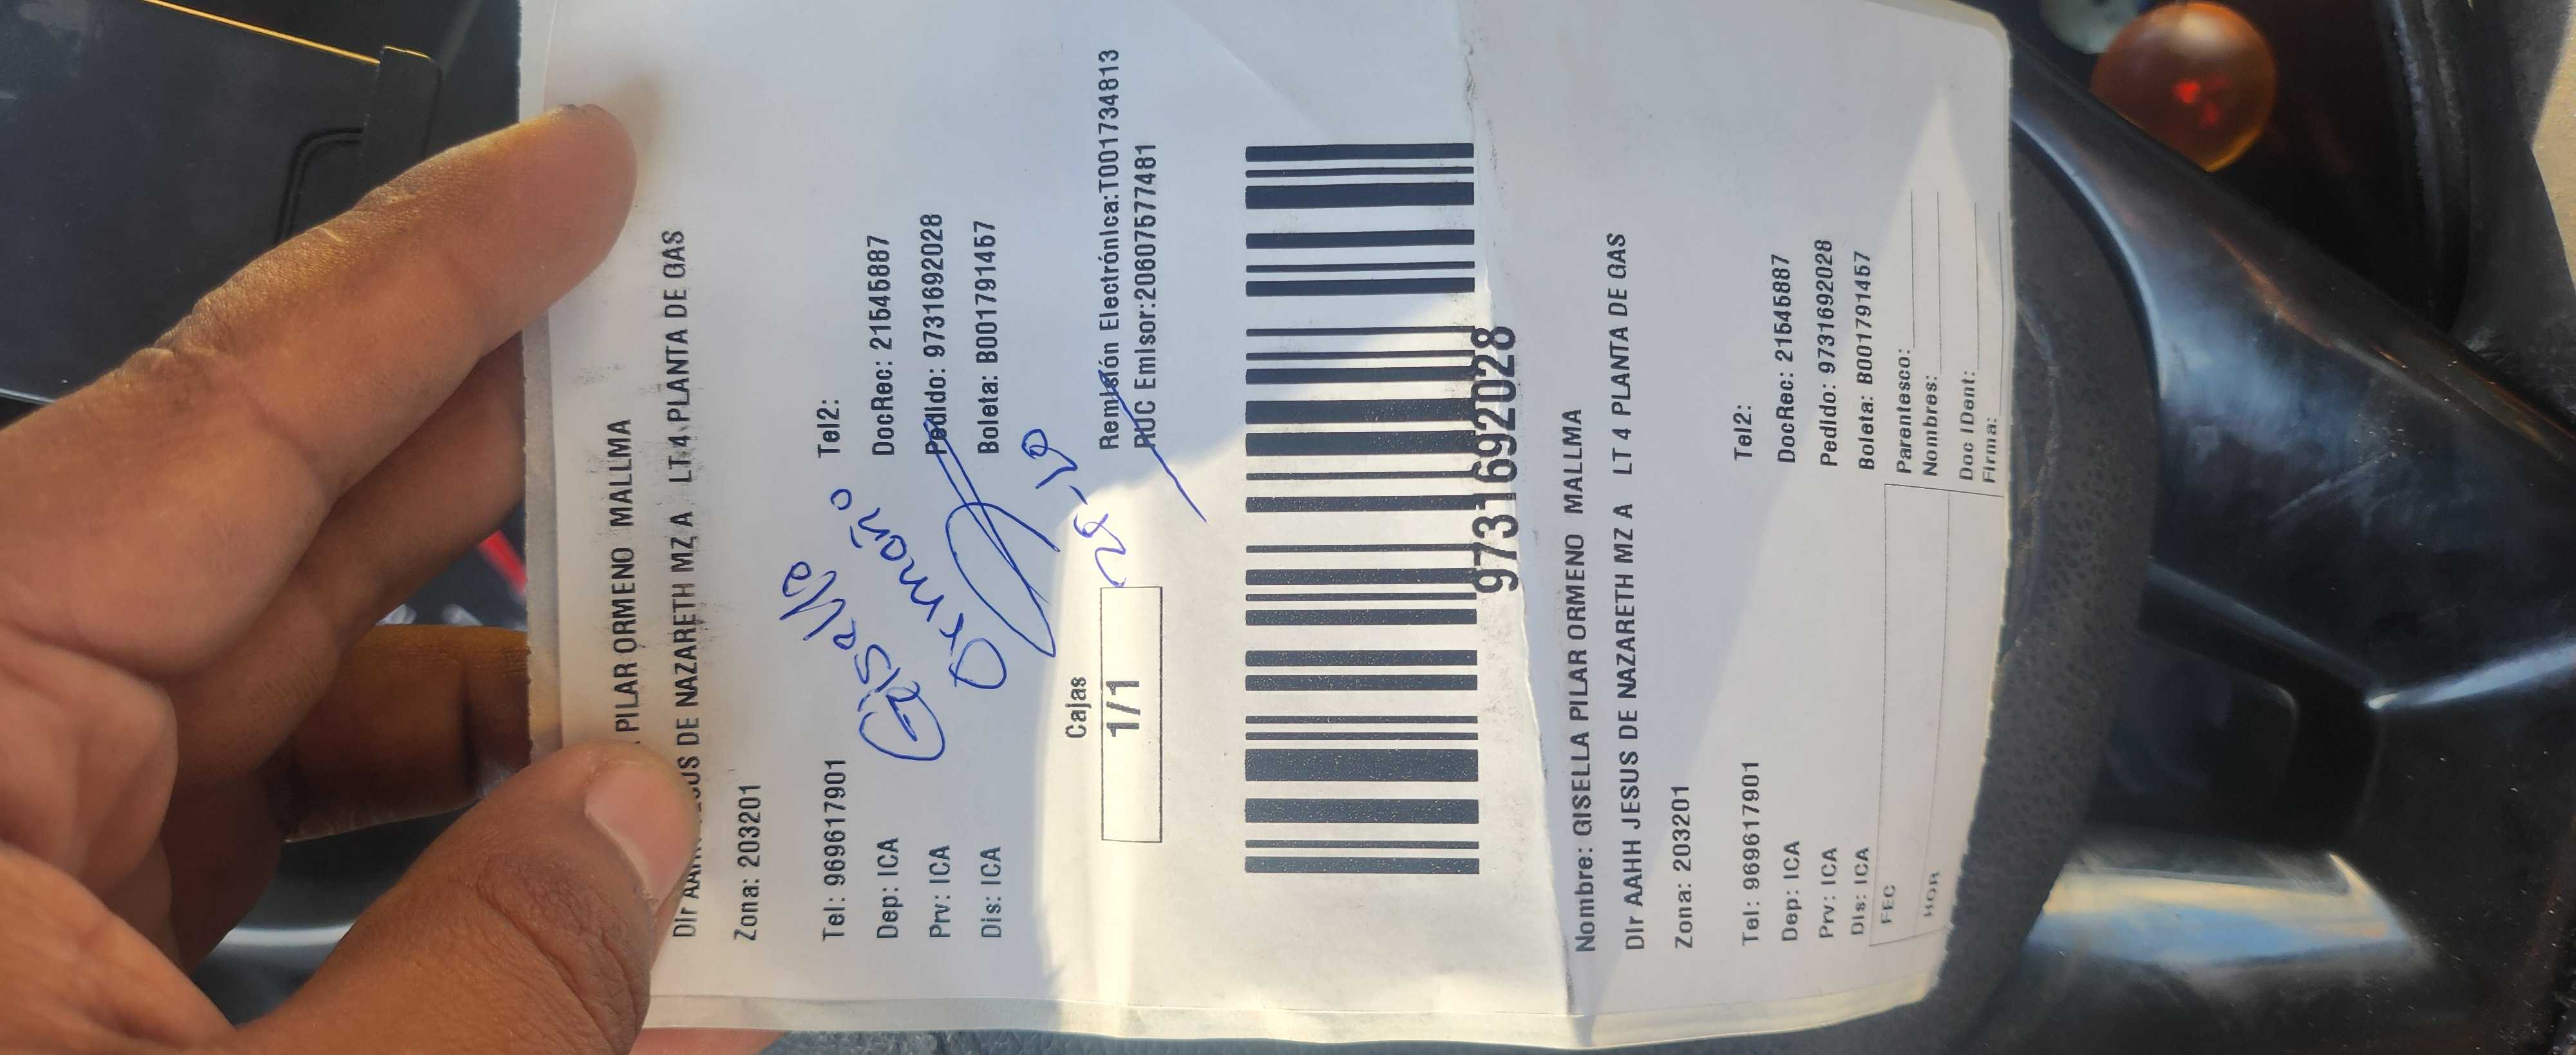 PILAR ORMENO MALLMA
DIr AAHH JESUS DE NAZARETH MZ A LT 4 PLANTA DE GAS
Zona: 203201
Tel: 969617901 Tel2:
Dep: ICA DocRec: 21545887
Prv: ICA Pedido: 9731692028
Dis: ICA Boleta: B001791457
Gisella
Ormeño
25-10
Cajas
1/1
Remisión Electrónica:T001734813
RUC Emisor:20607577481
9731692028
Nombre: GISELLA PILAR ORMENO MALLMA
DIr AAHH JESUS DE NAZARETH MZ A LT 4 PLANTA DE GAS
Zona: 203201
Tel: 969617901 Tel2:
Dep: ICA DocRec: 21545887
Prv: ICA Pedido: 9731692028
Dis: ICA Boleta: B001791457
FEC
HOR
Parentesco:
Nombres:
Doc IDent:
Firma: